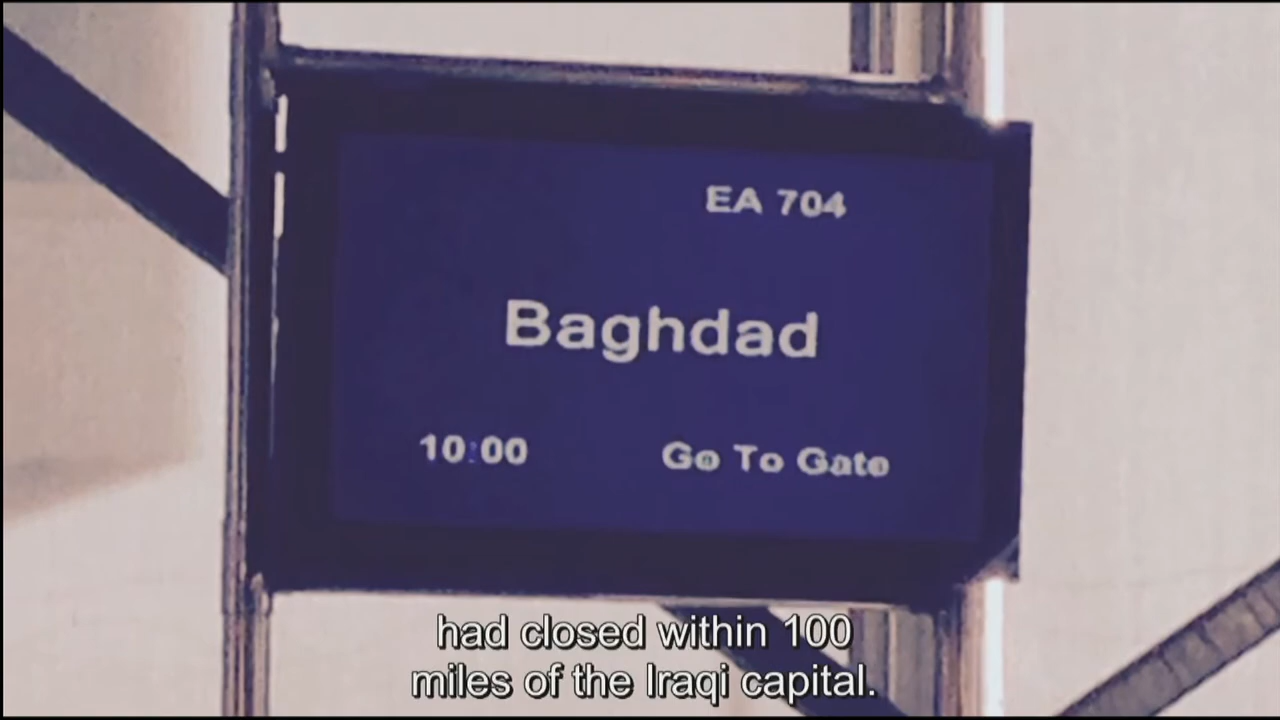 EA 704
Baghdad
10:00 Go To Gate
had closed within 100
miles of the Iraqi capital.